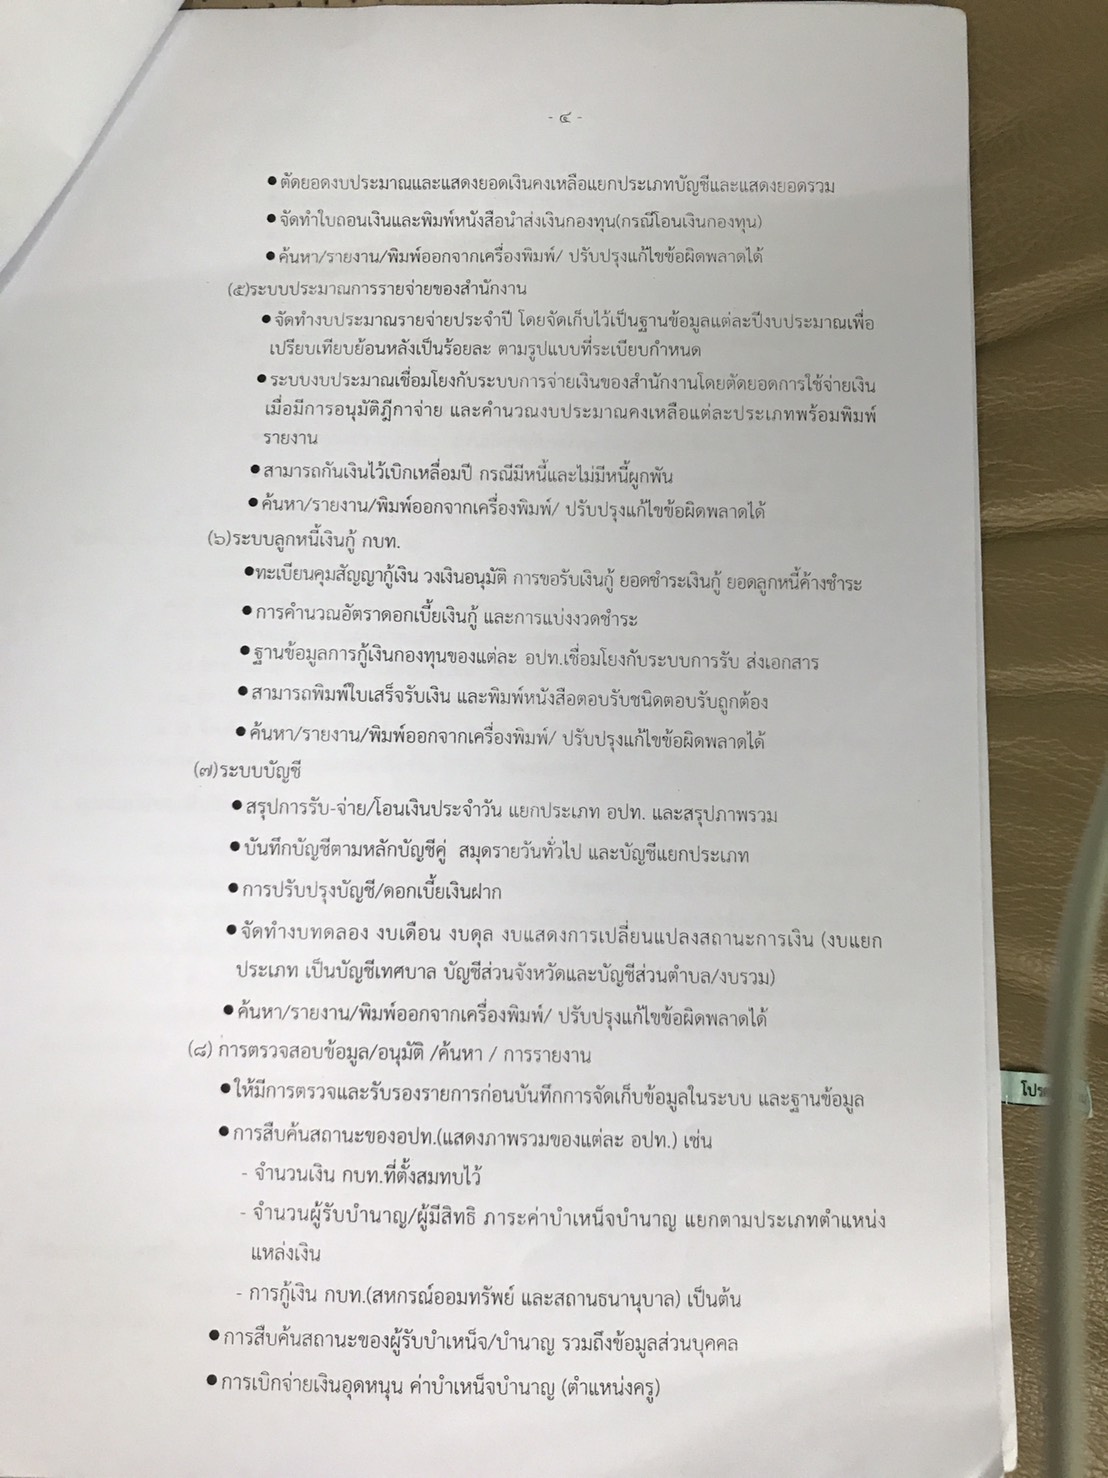 - ๔ -
● ตัดยอดงบประมาณและแสดงยอดเงินคงเหลือแยกประเภทบัญชีและแสดงยอดรวม
● จัดทำใบถอนเงินและพิมพ์หนังสือนำส่งเงินกองทุน(กรณีโอนเงินกองทุน)
● ค้นหา/รายงาน/พิมพ์ออกจากเครื่องพิมพ์/ ปรับปรุงแก้ไขข้อผิดพลาดได้
(๕)ระบบประมาณการรายจ่ายของสำนักงาน
● จัดทำงบประมาณรายจ่ายประจำปี โดยจัดเก็บไว้เป็นฐานข้อมูลแต่ละปีงบประมาณเพื่อ
เปรียบเทียบย้อนหลังเป็นร้อยละ ตามรูปแบบที่ระเบียบกำหนด
● ระบบงบประมาณเชื่อมโยงกับระบบการจ่ายเงินของสำนักงานโดยตัดยอดการใช้จ่ายเงิน
เมื่อมีการอนุมัติฎีกาจ่าย และคำนวณงบประมาณคงเหลือแต่ละประเภทพร้อมพิมพ์
รายงาน
● สามารถกันเงินไว้เบิกเหลื่อมปี กรณีมีหนี้และไม่มีหนี้ผูกพัน
● ค้นหา/รายงาน/พิมพ์ออกจากเครื่องพิมพ์/ ปรับปรุงแก้ไขข้อผิดพลาดได้
(๖)ระบบลูกหนี้เงินกู้ กบท.
●ทะเบียนคุมสัญญากู้เงิน วงเงินอนุมัติ การขอรับเงินกู้ ยอดชำระเงินกู้ ยอดลูกหนี้ค้างชำระ
● การคำนวณอัตราดอกเบี้ยเงินกู้ และการแบ่งงวดชำระ
● ฐานข้อมูลการกู้เงินกองทุนของแต่ละ อปท.เชื่อมโยงกับระบบการรับ ส่งเอกสาร
● สามารถพิมพ์ใบเสร็จรับเงิน และพิมพ์หนังสือตอบรับชนิดตอบรับถูกต้อง
● ค้นหา/รายงาน/พิมพ์ออกจากเครื่องพิมพ์/ ปรับปรุงแก้ไขข้อผิดพลาดได้
(๗)ระบบบัญชี
● สรุปการรับ-จ่าย/โอนเงินประจำวัน แยกประเภท อปท. และสรุปภาพรวม
● บันทึกบัญชีตามหลักบัญชีคู่ สมุดรายวันทั่วไป และบัญชีแยกประเภท
● การปรับปรุงบัญชี/ดอกเบี้ยเงินฝาก
● จัดทำงบทดลอง งบเดือน งบดุล งบแสดงการเปลี่ยนแปลงสถานะการเงิน (งบแยก
ประเภท เป็นบัญชีเทศบาล บัญชีส่วนจังหวัดและบัญชีส่วนตำบล/งบรวม)
● ค้นหา/รายงาน/พิมพ์ออกจากเครื่องพิมพ์/ ปรับปรุงแก้ไขข้อผิดพลาดได้
(๘) การตรวจสอบข้อมูล/อนุมัติ /ค้นหา / การรายงาน
● ให้มีการตรวจและรับรองรายการก่อนบันทึกการจัดเก็บข้อมูลในระบบ และฐานข้อมูล
● การสืบค้นสถานะของอปท.(แสดงภาพรวมของแต่ละ อปท.) เช่น
- จำนวนเงิน กบท.ที่ตั้งสมทบไว้
- จำนวนผู้รับบำนาญ/ผู้มีสิทธิ ภาระค่าบำเหน็จบำนาญ แยกตามประเภทตำแหน่ง
แหล่งเงิน
- การกู้เงิน กบท.(สหกรณ์ออมทรัพย์ และสถานธนานุบาล) เป็นต้น
● การสืบค้นสถานะของผู้รับบำเหน็จ/บำนาญ รวมถึงข้อมูลส่วนบุคคล
● การเบิกจ่ายเงินอุดหนุน ค่าบำเหน็จบำนาญ (ตำแหน่งครู)